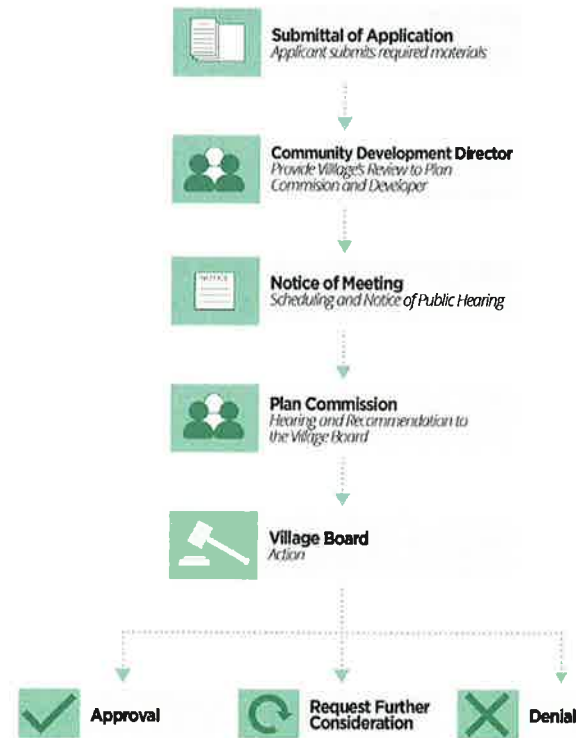 Submittal of Application
Applicant submits required materials
Community Development Director
Provide Village's Review to Plan
Commision and Developer
NOTICE
Notice of Meeting
Scheduling and Notice of Public Hearing
Plan Commission
Hearing and Recommendation to
the Village Board
Village Board
Action
Approval
Request Further
Consideration
Denial